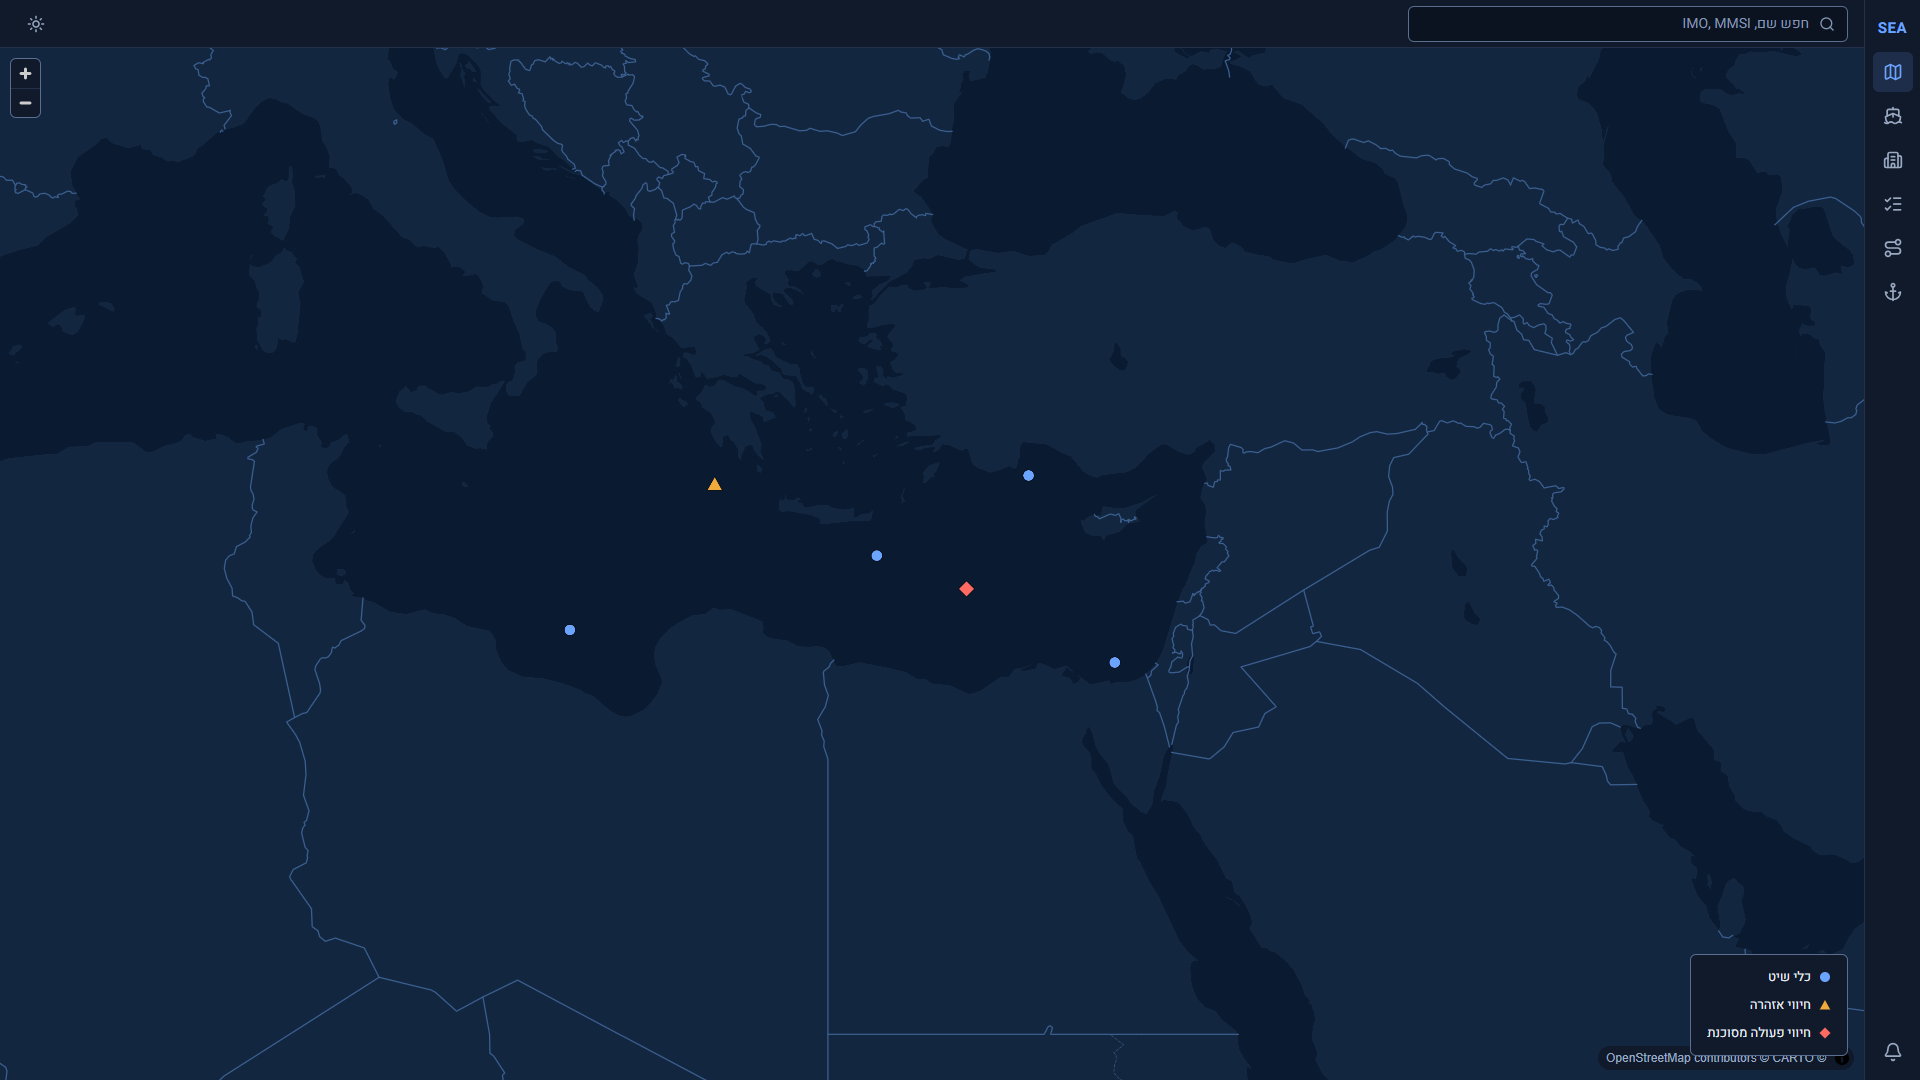 SEA
חפש שם, IMO, MMSI
כלי שיט
חיווי אזהרה
חיווי פעולה מסוכנת
OpenStreetMap contributors © CARTO ©